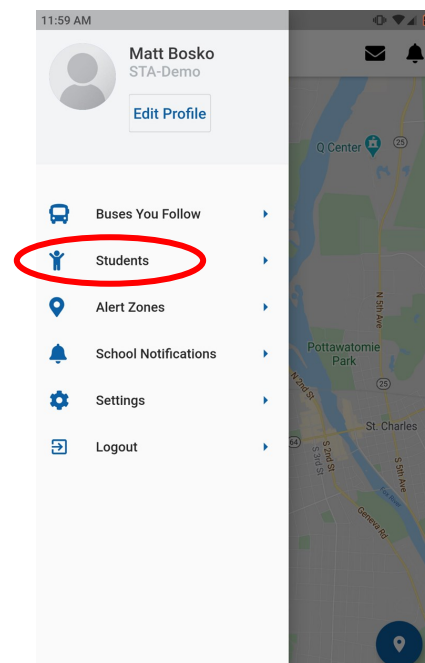 11:59 AM
Matt Bosko
STA-Demo
Edit Profile
Buses You Follow
Students
Alert Zones
School Notifications
Settings
Logout
Q Center
25
N 5th Ave
Pottawatomie
Park
N 2nd St
25
St. Charles
64
S 2nd St
S 3rd St
S 5th Ave
Fox River
Geneva Rd